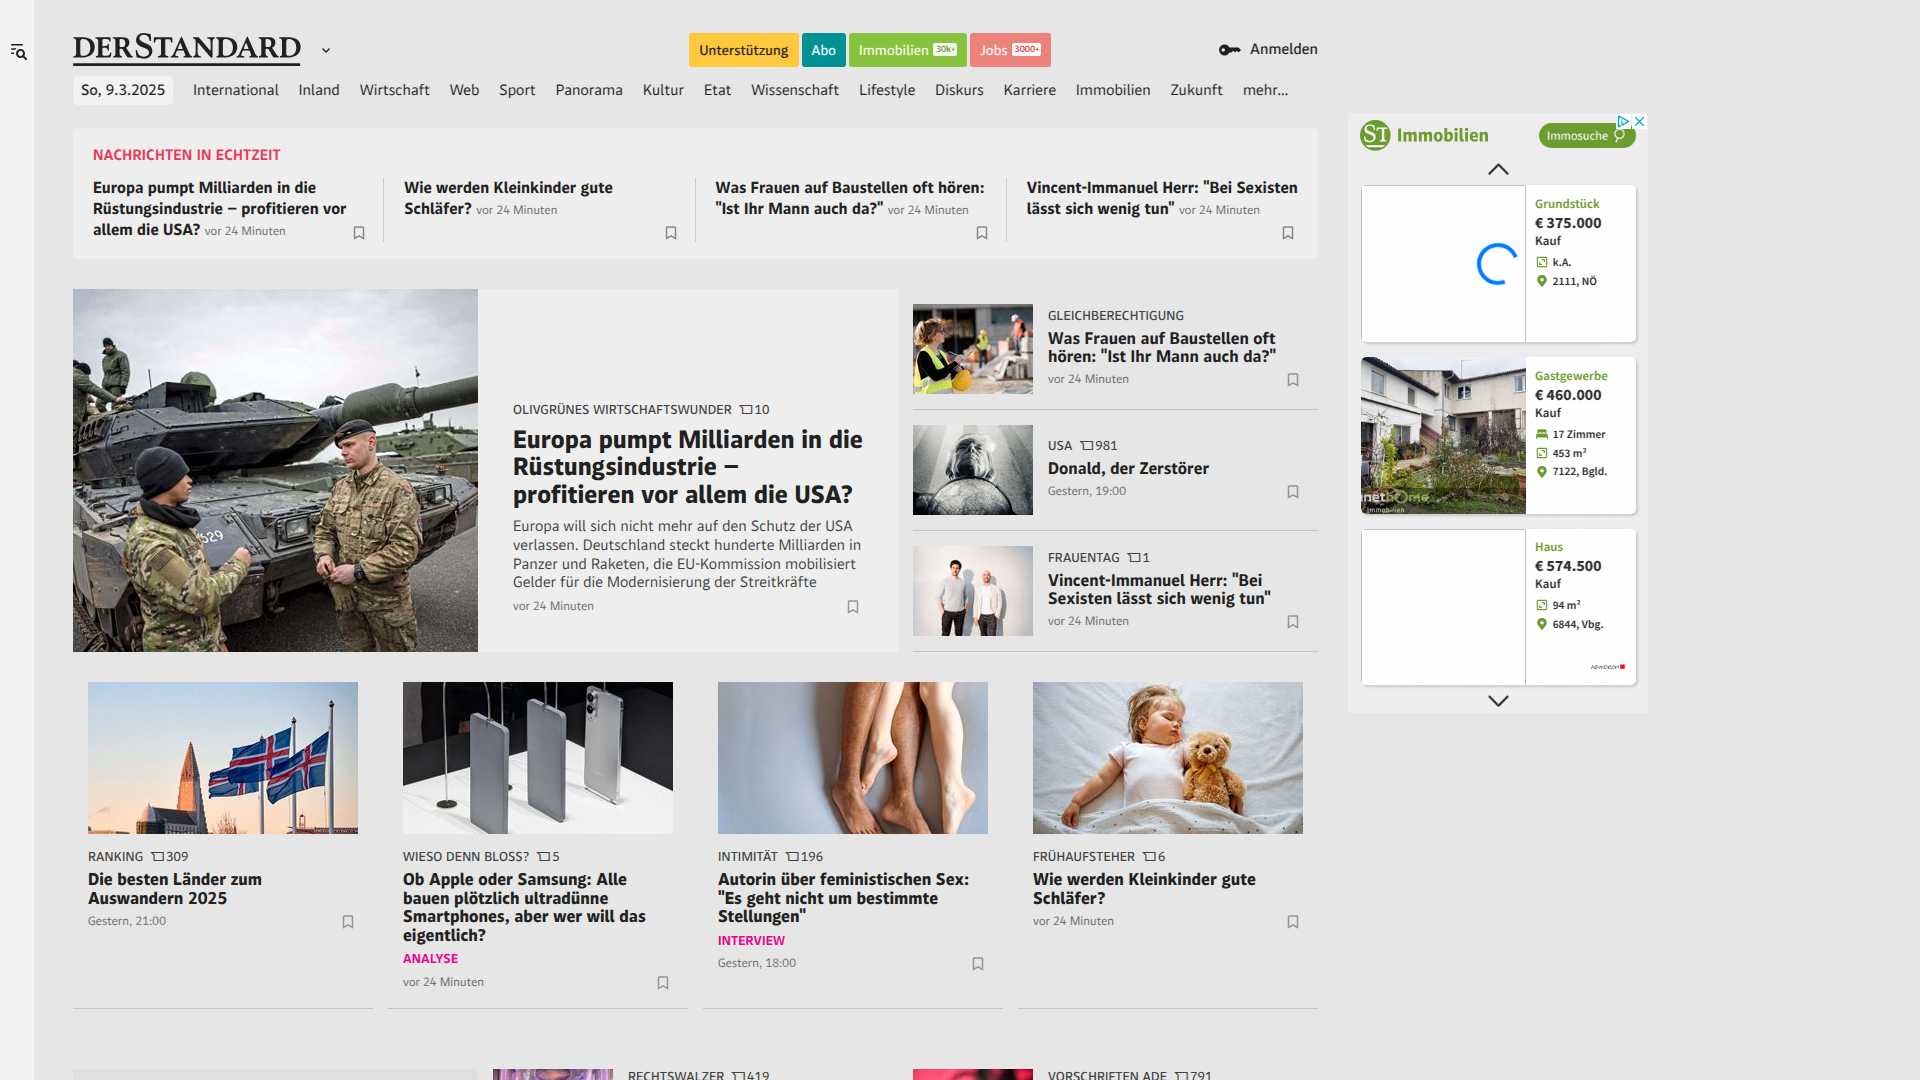 DERSTANDARD
Unterstützung
Abo
Immobilien 30k+
Jobs 3000+
Anmelden
So, 9.3.2025
International
Inland
Wirtschaft
Web
Sport
Panorama
Kultur
Etat
Wissenschaft
Lifestyle
Diskurs
Karriere
Immobilien
Zukunft
mehr...
NACHRICHTEN IN ECHTZEIT
Europa pumpt Milliarden in die
Rüstungsindustrie – profitieren vor
allem die USA? vor 24 Minuten
Wie werden Kleinkinder gute
Schläfer? vor 24 Minuten
Was Frauen auf Baustellen oft hören:
"Ist Ihr Mann auch da?" vor 24 Minuten
Vincent-Immanuel Herr: "Bei Sexisten
lässt sich wenig tun" vor 24 Minuten
529
OLIVGRÜNES WIRTSCHAFTSWUNDER 10
Europa pumpt Milliarden in die
Rüstungsindustrie –
profitieren vor allem die USA?
Europa will sich nicht mehr auf den Schutz der USA
verlassen. Deutschland steckt hunderte Milliarden in
Panzer und Raketen, die EU-Kommission mobilisiert
Gelder für die Modernisierung der Streitkräfte
vor 24 Minuten
GLEICHBERECHTIGUNG
Was Frauen auf Baustellen oft
hören: "Ist Ihr Mann auch da?"
vor 24 Minuten
USA 981
Donald, der Zerstörer
Gestern, 19:00
FRAUENTAG 1
Vincent-Immanuel Herr: "Bei
Sexisten lässt sich wenig tun"
vor 24 Minuten
RANKING 309
Die besten Länder zum
Auswandern 2025
Gestern, 21:00
WIESO DENN BLOSS? 5
Ob Apple oder Samsung: Alle
bauen plötzlich ultradünne
Smartphones, aber wer will das
eigentlich?
ANALYSE
vor 24 Minuten
INTIMITÄT 196
Autorin über feministischen Sex:
"Es geht nicht um bestimmte
Stellungen"
INTERVIEW
Gestern, 18:00
FRÜHAUFSTEHER 6
Wie werden Kleinkinder gute
Schläfer?
vor 24 Minuten
RECHTSWALZER 419
VORSCHRIFTEN ADE 791
ST Immobilien
Immosuche
Grundstück
€ 375.000
Kauf
k.A.
2111, NÖ
Gastgewerbe
€ 460.000
Kauf
17 Zimmer
453 m²
7122, Bgld.
nethome
Immobilien
Haus
€ 574.500
Kauf
94 m²
6844, Vbg.